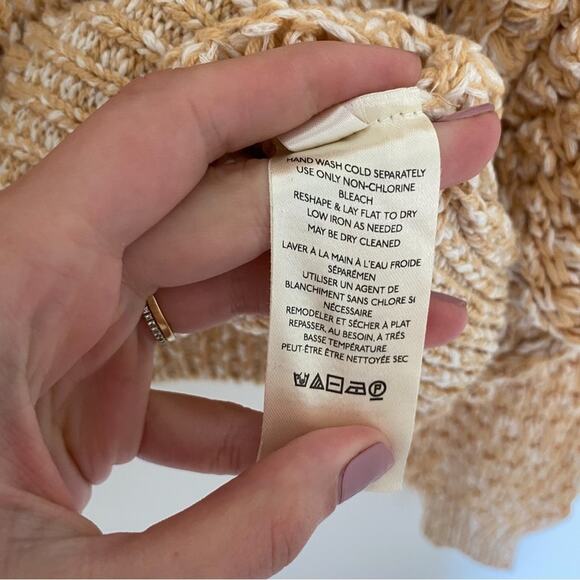 HAND WASH COLD SEPARATELY
USE ONLY NON-CHLORINE
BLEACH
RESHAPE & LAY FLAT TO DRY
LOW IRON AS NEEDED
MAY BE DRY CLEANED
LAVER À LA MAIN À L'EAU FROIDE
SÉPARÉMEN
UTILISER UN AGENT DE
BLANCHIMENT SANS CHLORE SI
NÉCESSAIRE
REMODELER ET SÉCHER À PLAT
REPASSER, AU BESOIN, À TRÉS
BASSE TEMPÉRATURE
PEUT-ÊTRE ÊTRE NETTOYÉ SEC
P